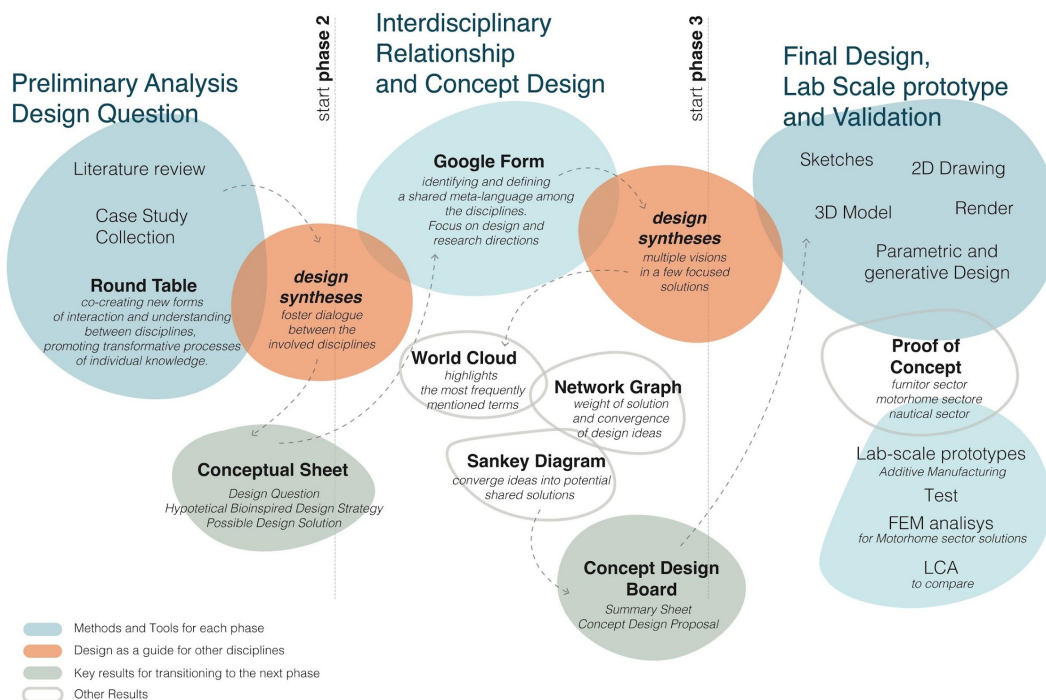 Preliminary Analysis
Design Question
Literature review
Case Study
Collection
Round Table
co-creating new forms
of interaction and understanding
between disciplines,
promoting transformative processes
of individual knowledge.
design
syntheses
foster dialogue
between the
involved disciplines
Conceptual Sheet
Design Question
Hypotetical Bioinspired Design Strategy
Possible Design Solution
start phase 2
Interdisciplinary
Relationship
and Concept Design
Google Form
identifying and defining
a shared meta-language among
the disciplines.
Focus on design and
research directions
design
syntheses
multiple visions
in a few focused
solutions
World Cloud
highlights
the most frequently
mentioned terms
Network Graph
weight of solution
and convergence
of design ideas
Sankey Diagram
converge ideas into potential
shared solutions
Concept Design
Board
Summary Sheet
Concept Design Proposal
start phase 3
Final Design,
Lab Scale prototype
and Validation
Sketches
2D Drawing
3D Model
Render
Parametric and
generative Design
Proof of
Concept
furnitor sector
motorhome sectore
nautical sector
Lab-scale prototypes
Additive Manufacturing
Test
FEM analisys
for Motorhome sector solutions
LCA
to compare
Methods and Tools for each phase
Design as a guide for other disciplines
Key results for transitioning to the next phase
Other Results